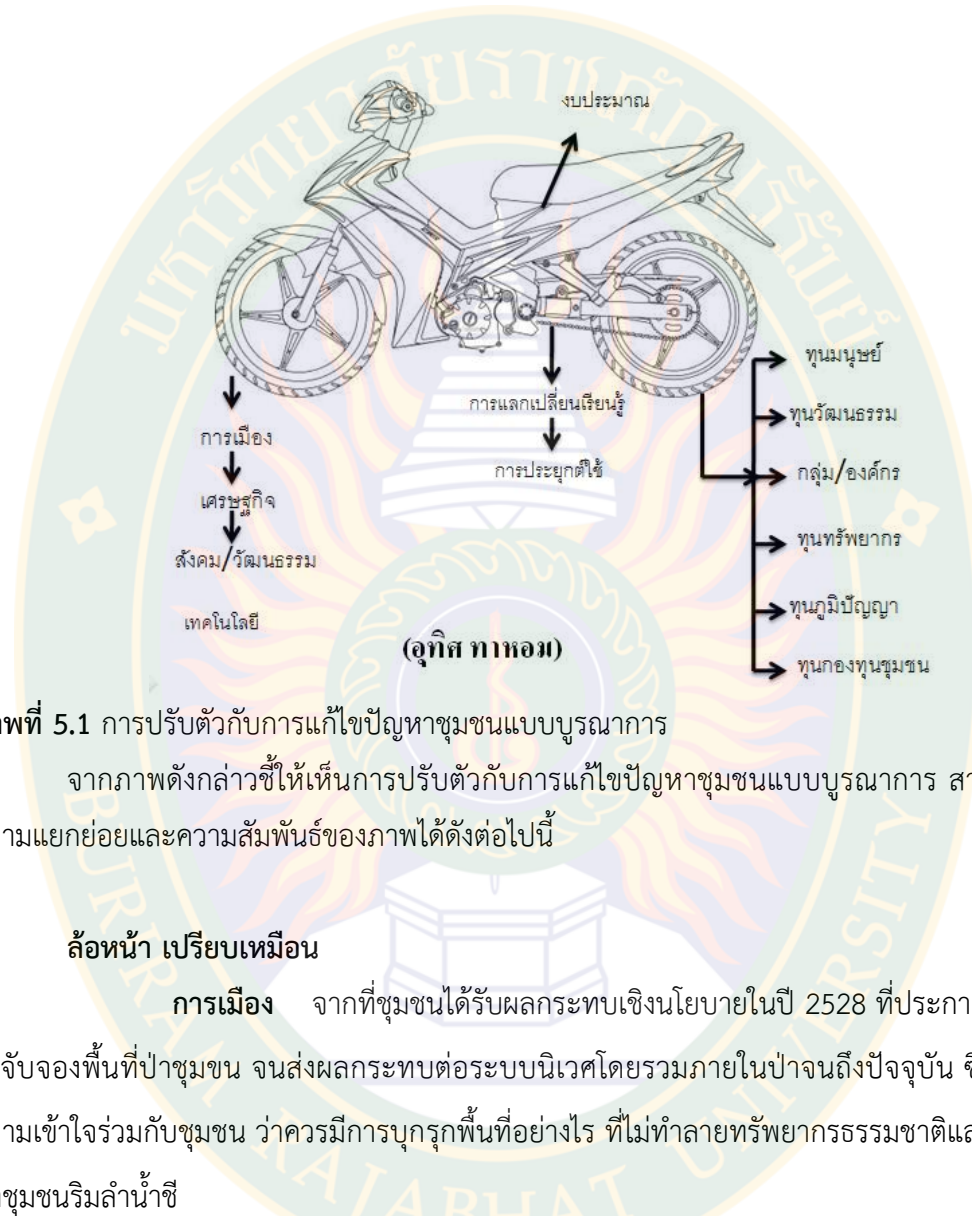 งบประมาณ
ทุนมนุษย์
การแลกเปลี่ยนเรียนรู้
ทุนวัฒนธรรม
การเมือง
การประยุกต์ใช้
กลุ่ม/องค์กร
เศรษฐกิจ
ทุนทรัพยากร
สังคม/วัฒนธรรม
ทุนภูมิปัญญา
เทคโนโลยี
(อุทิศ ทาหอม)
ทุนกองทุนชุมชน
พที่ 5.1 การปรับตัวกับการแก้ไขปัญหาชุมชนแบบบูรณาการ
จากภาพดังกล่าวชี้ให้เห็นการปรับตัวกับการแก้ไขปัญหาชุมชนแบบบูรณาการ สา
ามแยกย่อยและความสัมพันธ์ของภาพได้ดังต่อไปนี้
ล้อหน้า เปรียบเหมือน
การเมือง จากที่ชุมชนได้รับผลกระทบเชิงนโยบายในปี 2528 ที่ประกา
จับจองพื้นที่ป่าชุมขน จนส่งผลกระทบต่อระบบนิเวศโดยรวมภายในป่าจนถึงปัจจุบัน ซึ
ามเข้าใจร่วมกับชุมชน ว่าควรมีการบุกรุกพื้นที่อย่างไร ที่ไม่ทำลายทรัพยากรธรรมชาติแล
ชุมชนริมลำน้ำชี
มหาวิทยาลัยราชภัฏบุรีรัมย์
BURIRAM RAJABHAT UNIVERSITY